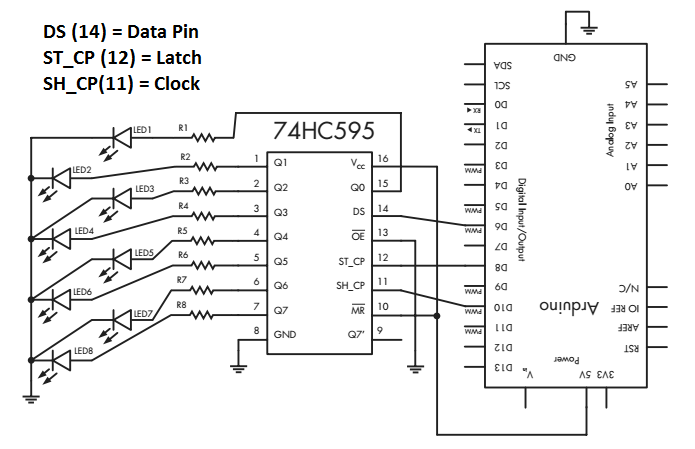 DS (14) = Data Pin
ST_CP (12) = Latch
SH_CP(11) = Clock
LED1
R1
74HC595
LED2
R2
1
Q1
Vcc
16
LED3
R3
2
Q2
Q0
15
LED4
R4
3
Q3
DS
14
LED5
R5
4
Q4
OE
13
LED6
R6
5
Q5
ST_CP
12
LED7
R7
6
Q6
SH_CP
11
LED8
R8
7
Q7
MR
10
8
GND
Q7'
9
GND
SDA
SCL
D0
RX
D1
TX
D2
D3
PWM
D4
D5
PWM
D6
PWM
D7
D8
D9
PWM
D10
PWM
D11
PWM
D12
D13
Digital Input/Output
Arduino
Analog Input
A5
A4
A3
A2
A1
A0
N/C
IO REF
AREF
RST
Power
Vin
5V
3V3